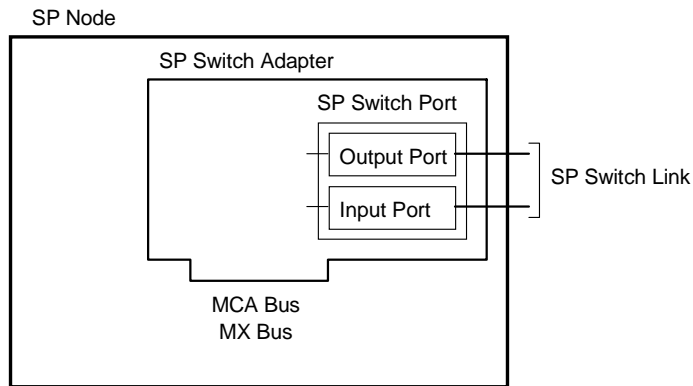 SP Node
SP Switch Adapter
SP Switch Port
Output Port
SP Switch Link
Input Port
MCA Bus
MX Bus